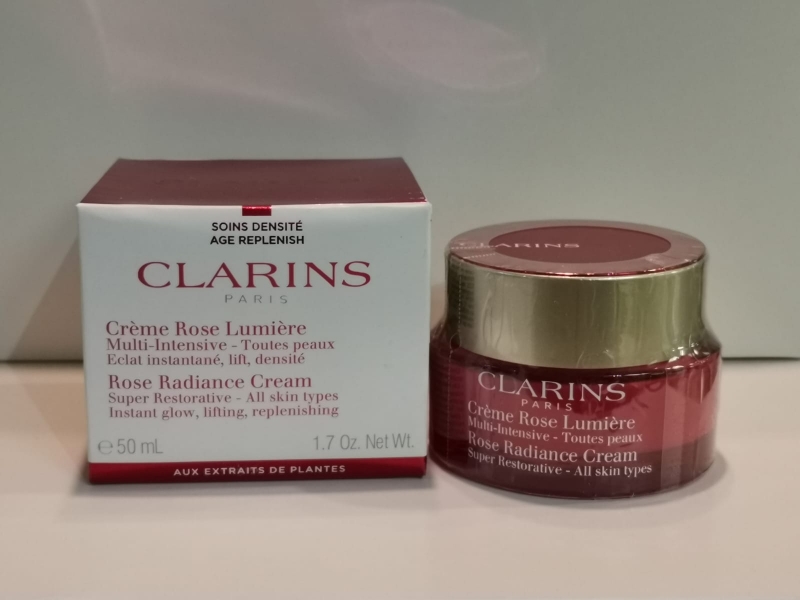 SOINS DENSITÉ
AGE REPLENISH
CLARINS
PARIS
Crème Rose Lumière
Multi-Intensive - Toutes peaux
Eclat instantané, lift, densité
Rose Radiance Cream
Super Restorative - All skin types
Instant glow, lifting, replenishing
℮ 50 mL 1.7 Oz. Net Wt.
AUX EXTRAITS DE PLANTES
CLARINS
CLARINS
PARIS
Crème Rose Lumière
Multi-Intensive - Toutes peaux
Rose Radiance Cream
Super Restorative - All skin types